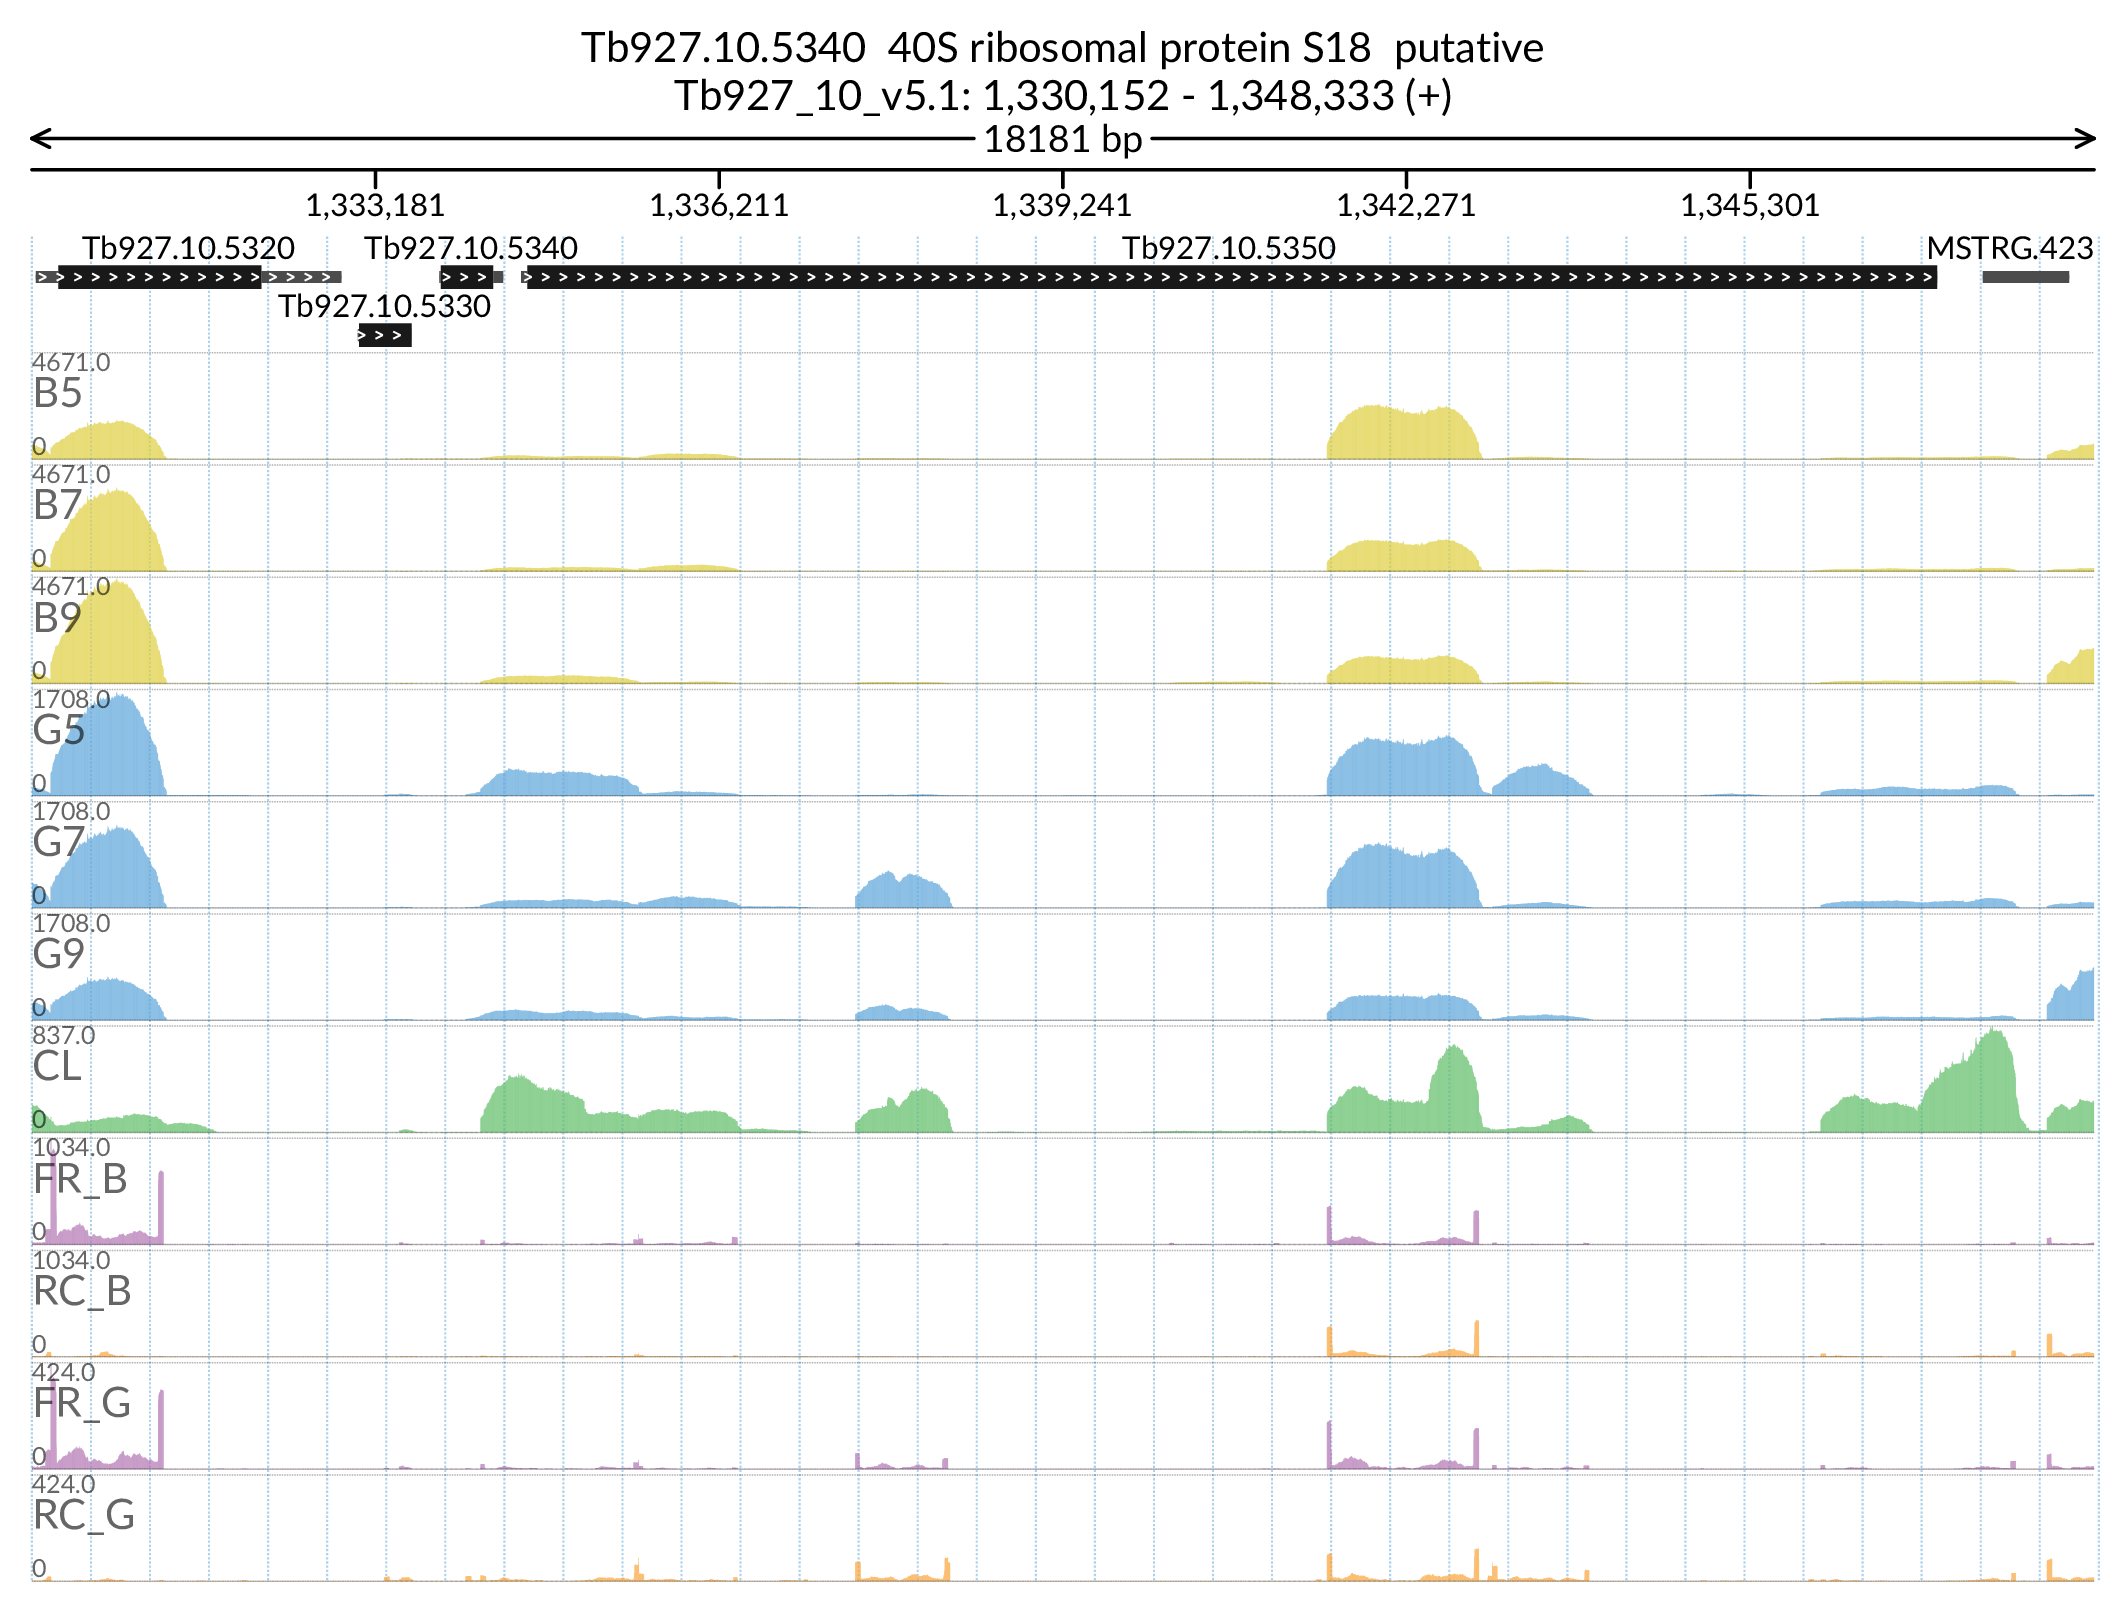 Tb927.10.5340  40S ribosomal protein S18  putative
Tb927_10_v5.1: 1,330,152 - 1,348,333 (+)
18181 bp
1,333,181 1,336,211 1,339,241 1,342,271 1,345,301
Tb927.10.5320 Tb927.10.5340 Tb927.10.5350 MSTRG.423
Tb927.10.5330
4671.0
B5
0
4671.0
B7
0
4671.0
B9
0
1708.0
G5
0
1708.0
G7
0
1708.0
G9
0
837.0
CL
0
1034.0
FR_B
0
1034.0
RC_B
0
424.0
FR_G
0
424.0
RC_G
0